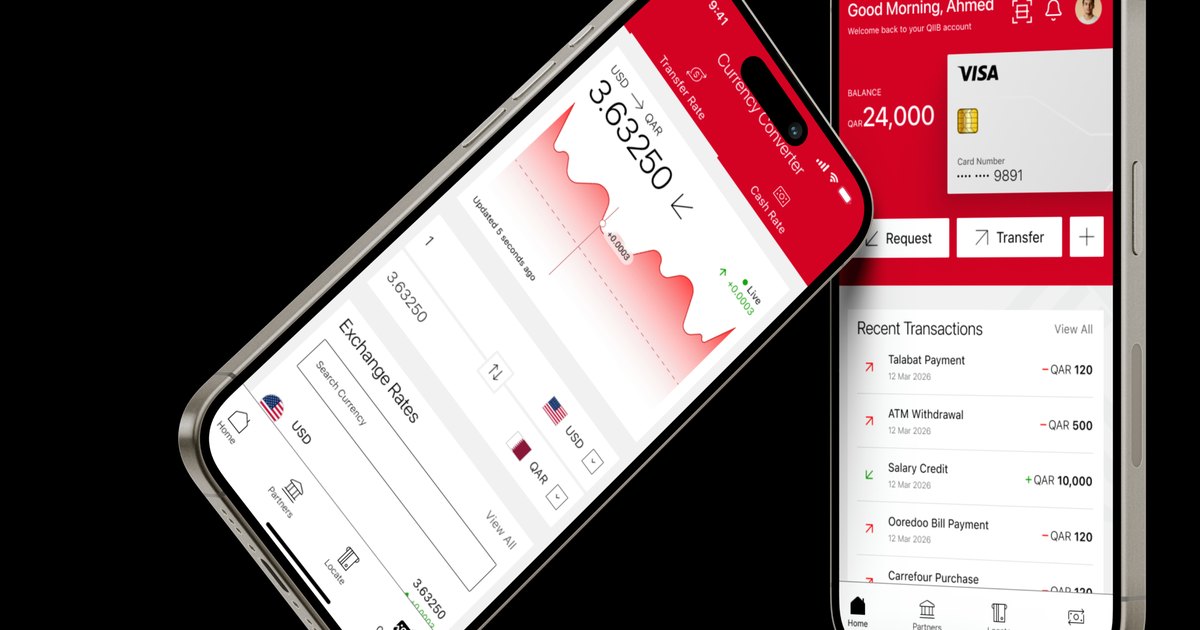 9:41
Currency Converter
Transfer Rate
Cash Rate
USD → QAR
3.63250
Live
+0.0003
+0.0003
Updated 5 seconds ago
1
USD
3.63250
QAR
Exchange Rates
View All
Search Currency
USD
3.63250
+0.0003
Home
Partners
Locate
Good Morning, Ahmed
Welcome back to your QIIB account
BALANCE
QAR 24,000
VISA
Card Number
•••• •••• 9891
Request
Transfer
Recent Transactions
View All
Talabat Payment
12 Mar 2026
– QAR 120
ATM Withdrawal
12 Mar 2026
– QAR 500
Salary Credit
12 Mar 2026
+ QAR 10,000
Ooredoo Bill Payment
12 Mar 2026
– QAR 120
Carrefour Purchase
– QAR 120
Home
Partners
Locate